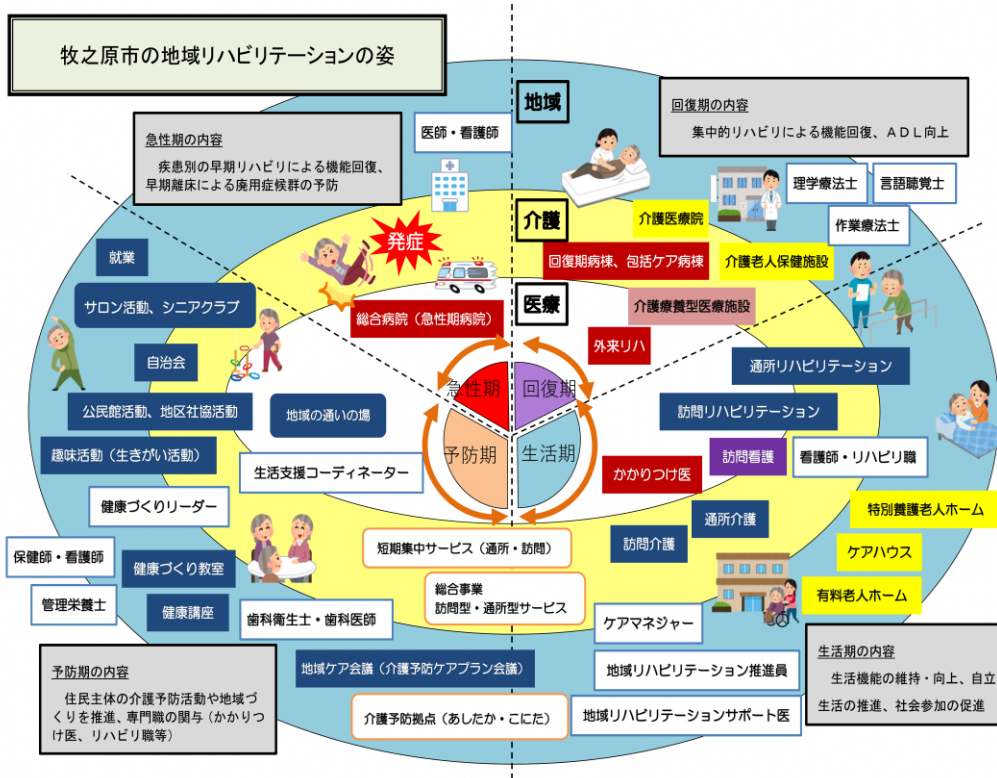 牧之原市の地域リハビリテーションの姿
地域
回復期の内容
集中的リハビリによる機能回復、ADL向上
急性期の内容
疾患別の早期リハビリによる機能回復、
早期離床による廃用症候群の予防
医師・看護師
理学療法士
言語聴覚士
作業療法士
介護
介護医療院
発症
回復期病棟、包括ケア病棟
介護老人保健施設
就業
サロン活動、シニアクラブ
医療
介護療養型医療施設
総合病院（急性期病院）
外来リハ
自治会
通所リハビリテーション
急性期
回復期
公民館活動、地区社協活動
地域の通いの場
訪問リハビリテーション
趣味活動（生きがい活動）
予防期
生活期
訪問看護
看護師・リハビリ職
生活支援コーディネーター
かかりつけ医
健康づくりリーダー
特別養護老人ホーム
通所介護
短期集中サービス（通所・訪問）
訪問介護
ケアハウス
保健師・看護師
健康づくり教室
総合事業
訪問型・通所型サービス
有料老人ホーム
管理栄養士
健康講座
歯科衛生士・歯科医師
ケアマネジャー
地域ケア会議（介護予防ケアプラン会議）
地域リハビリテーション推進員
介護予防拠点（あしたか・こにた）
地域リハビリテーションサポート医
予防期の内容
住民主体の介護予防活動や地域づ
くりを推進、専門職の関与（かかりつ
け医、リハビリ職等）
生活期の内容
生活機能の維持・向上、自立
生活の推進、社会参加の促進